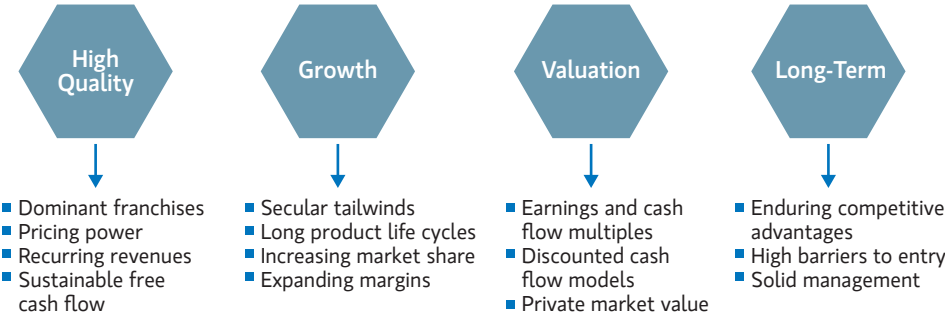 High
Quality
Growth
Valuation
Long-Term
Dominant franchises
Pricing power
Recurring revenues
Sustainable free
cash flow
Secular tailwinds
Long product life cycles
Increasing market share
Expanding margins
Earnings and cash
flow multiples
Discounted cash
flow models
Private market value
Enduring competitive
advantages
High barriers to entry
Solid management